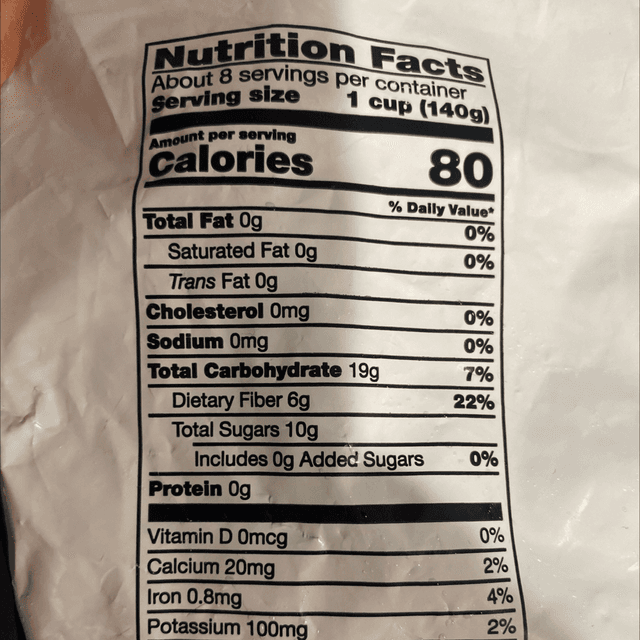 Nutrition Facts
About 8 servings per container
Serving size 1 cup (140g)
Amount per serving
Calories 80
% Daily Value*
Total Fat 0g 0%
Saturated Fat 0g 0%
Trans Fat 0g
Cholesterol 0mg 0%
Sodium 0mg 0%
Total Carbohydrate 19g 7%
Dietary Fiber 6g 22%
Total Sugars 10g
Includes 0g Added Sugars 0%
Protein 0g
Vitamin D 0mcg 0%
Calcium 20mg 2%
Iron 0.8mg 4%
Potassium 100mg 2%